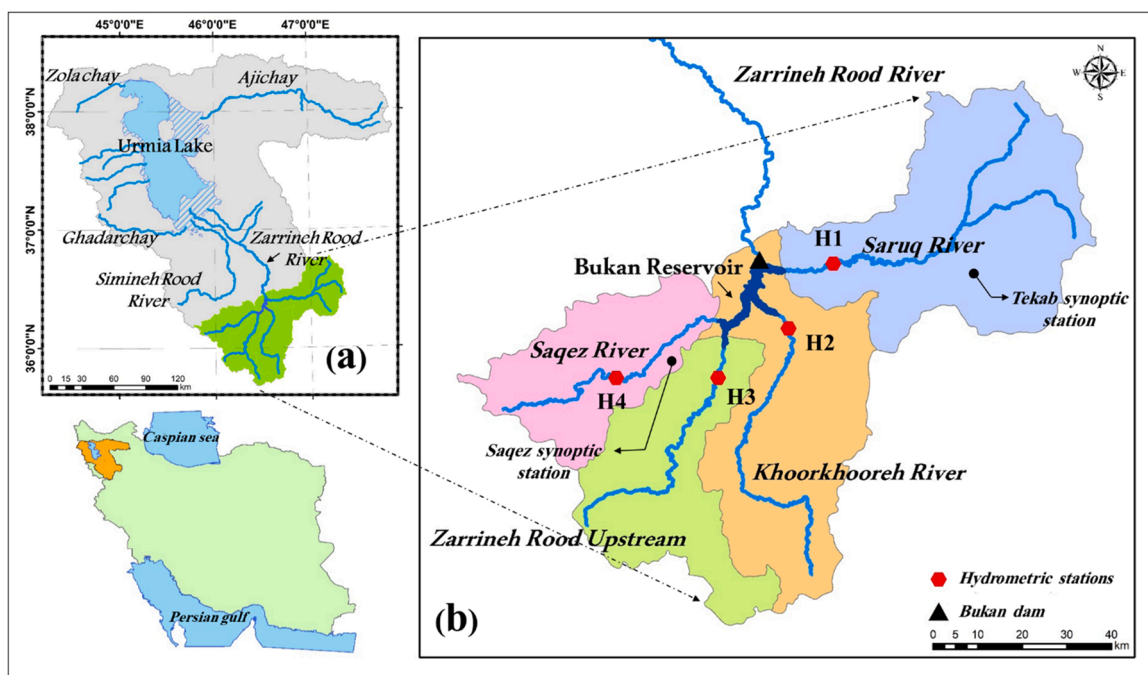 45°0'0"E 46°0'0"E 47°0'0"E
38°0'0"N
37°0'0"N
36°0'0"N
Zola chay
Ajichay
Urmia Lake
Ghadarchay
Zarrineh Rood
River
Simineh Rood
River
(a)
0 15 30 60 90 120
km
Caspian sea
Persian gulf
Zarrineh Rood River
N
W E
S
H1
Saruq River
Bukan Reservoir
Tekab synoptic
station
H2
Saqez River
H4
H3
Saqez synoptic
station
Khoorkhooreh River
Zarrineh Rood Upstream
(b)
Hydrometric stations
Bukan dam
0 5 10 20 30 40
km